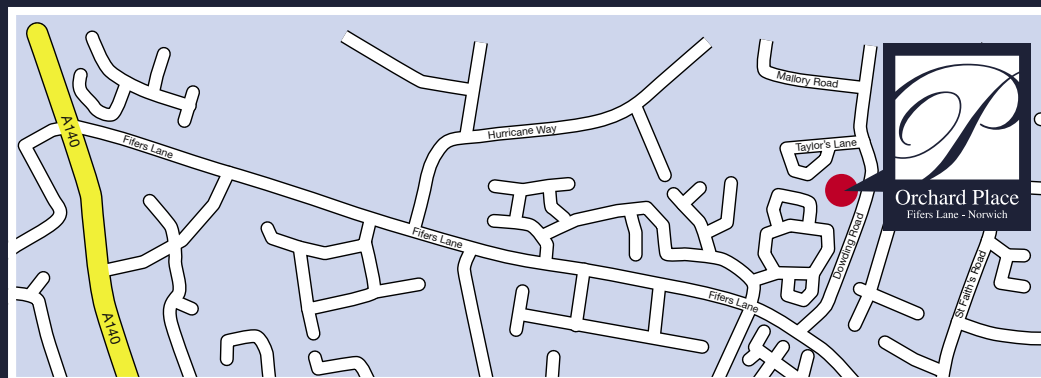 A140
Fifers Lane
Hurricane Way
Mallory Road
Taylor's Lane
P
Orchard Place
Fifers Lane - Norwich
Fifers Lane
Dowding Road
St Faith's Road
Fifers Lane
A140